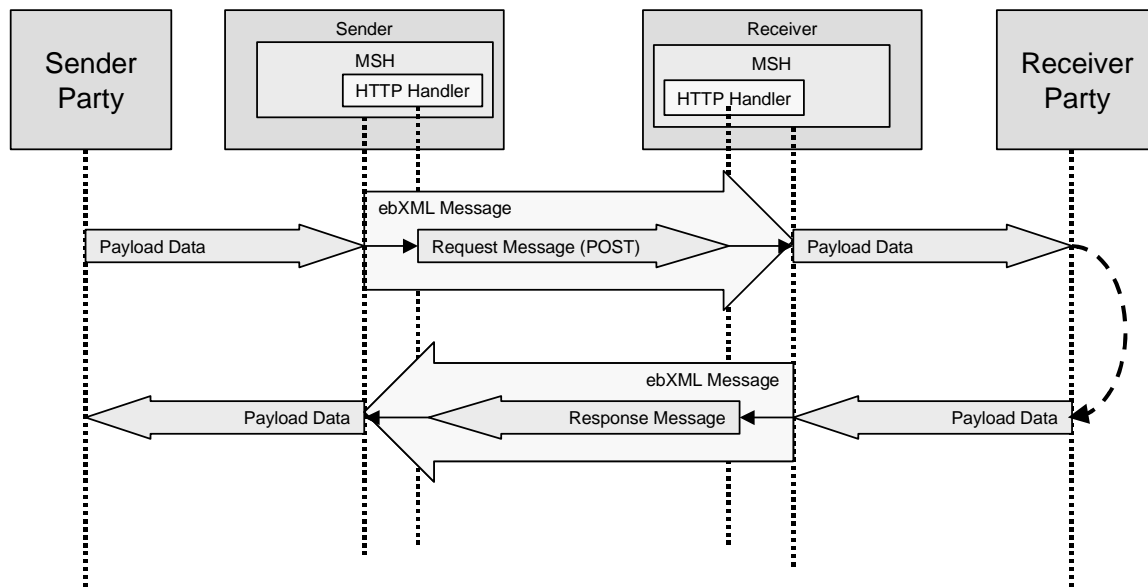 Sender
Party
Sender
MSH
HTTP Handler
Receiver
MSH
HTTP Handler
Receiver
Party
ebXML Message
Payload Data
Request Message (POST)
Payload Data
ebXML Message
Payload Data
Response Message
Payload Data